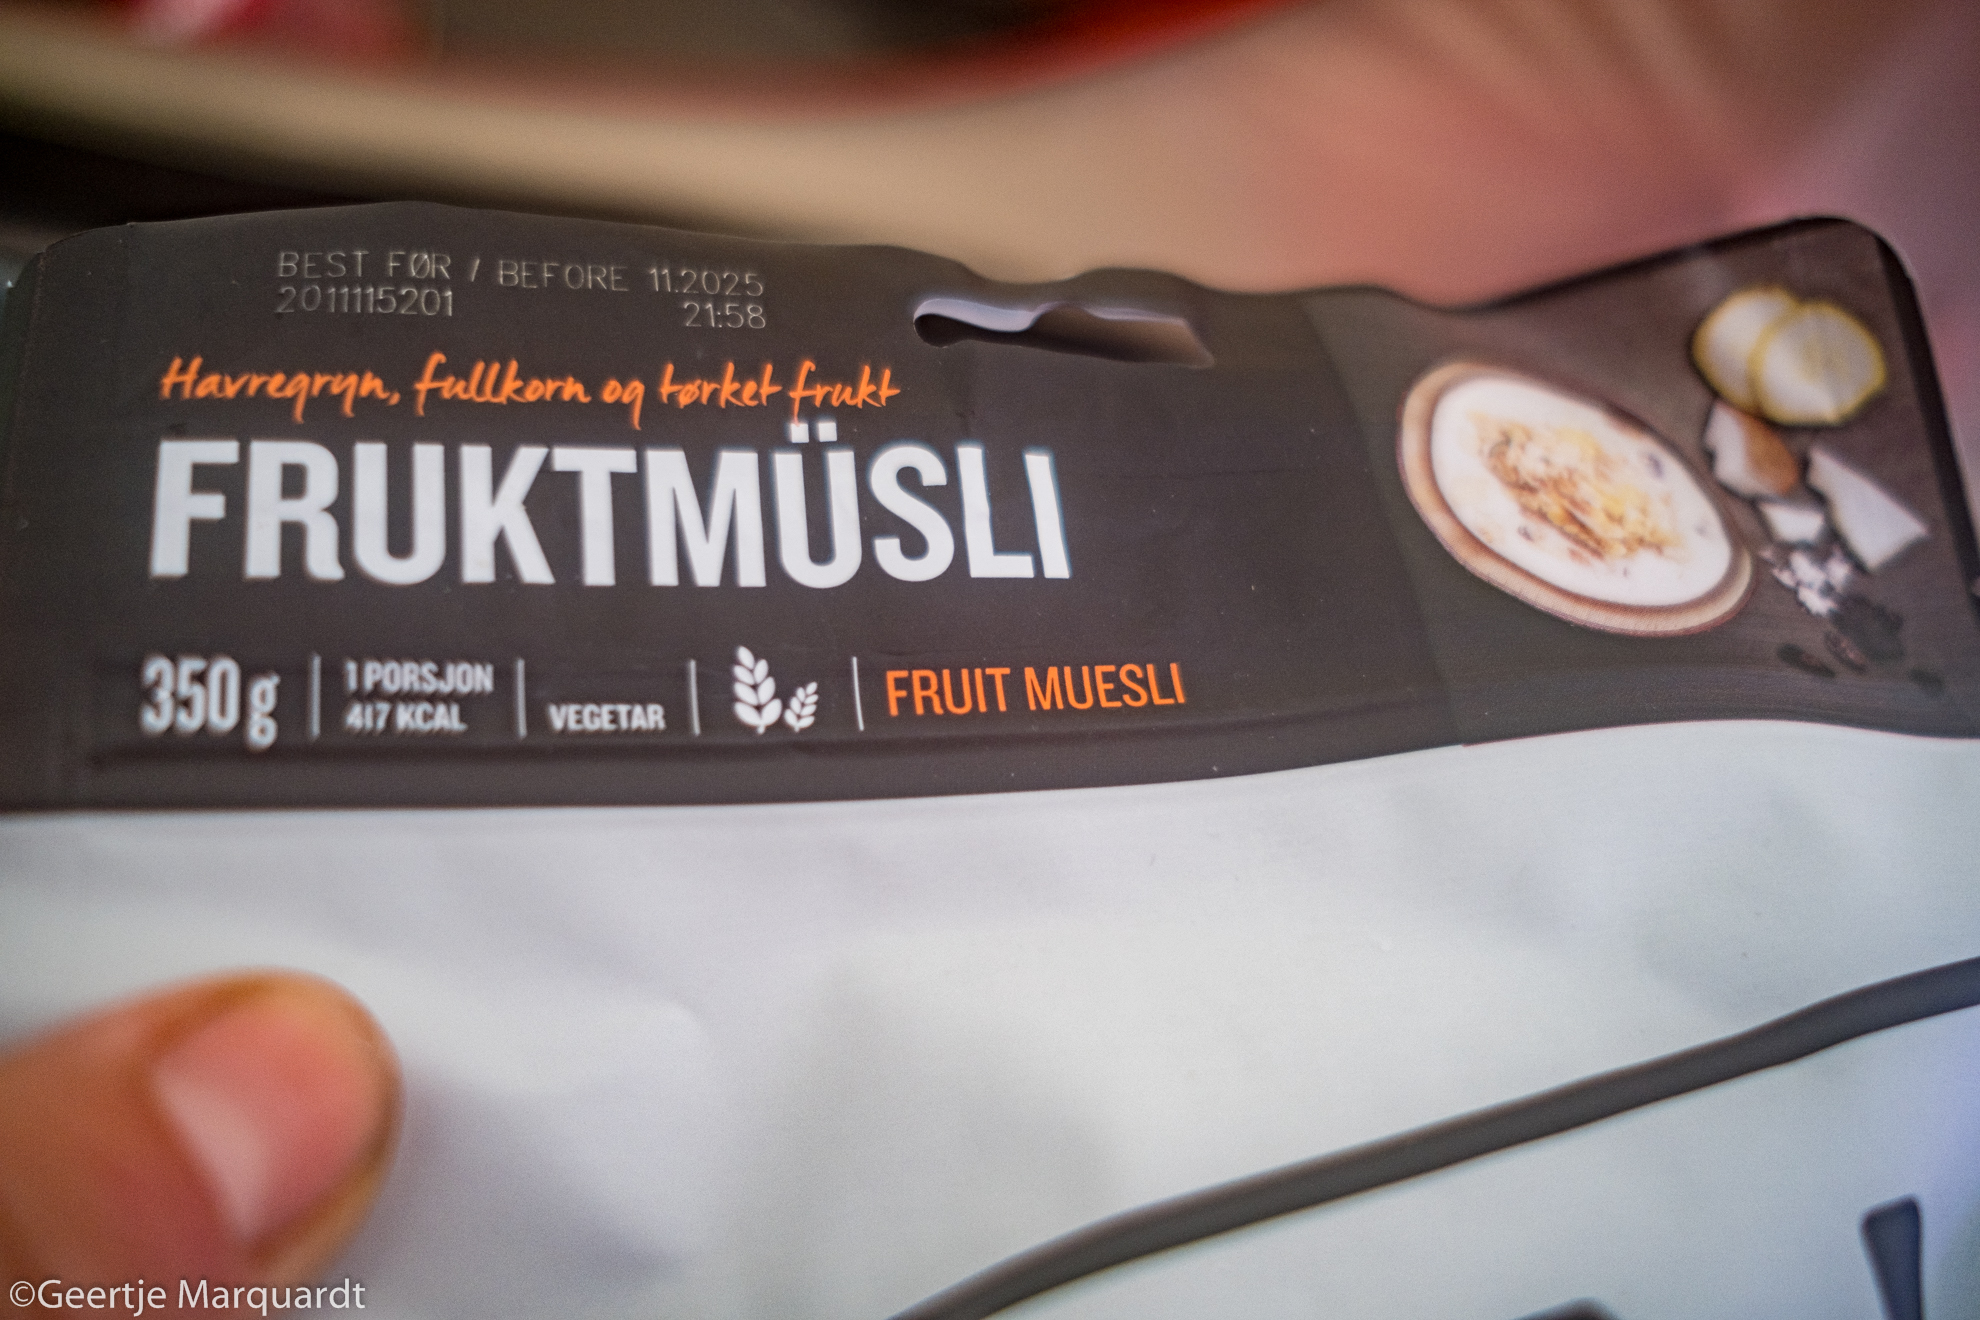 BEST FØR / BEFORE 11.2025
2011115201 21:58
Havregryn, fullkorn og tørket frukt
FRUKTMÜSLI
350g
1 PORSJON
417 KCAL
VEGETAR
FRUIT MUESLI
©Geertje Marquardt